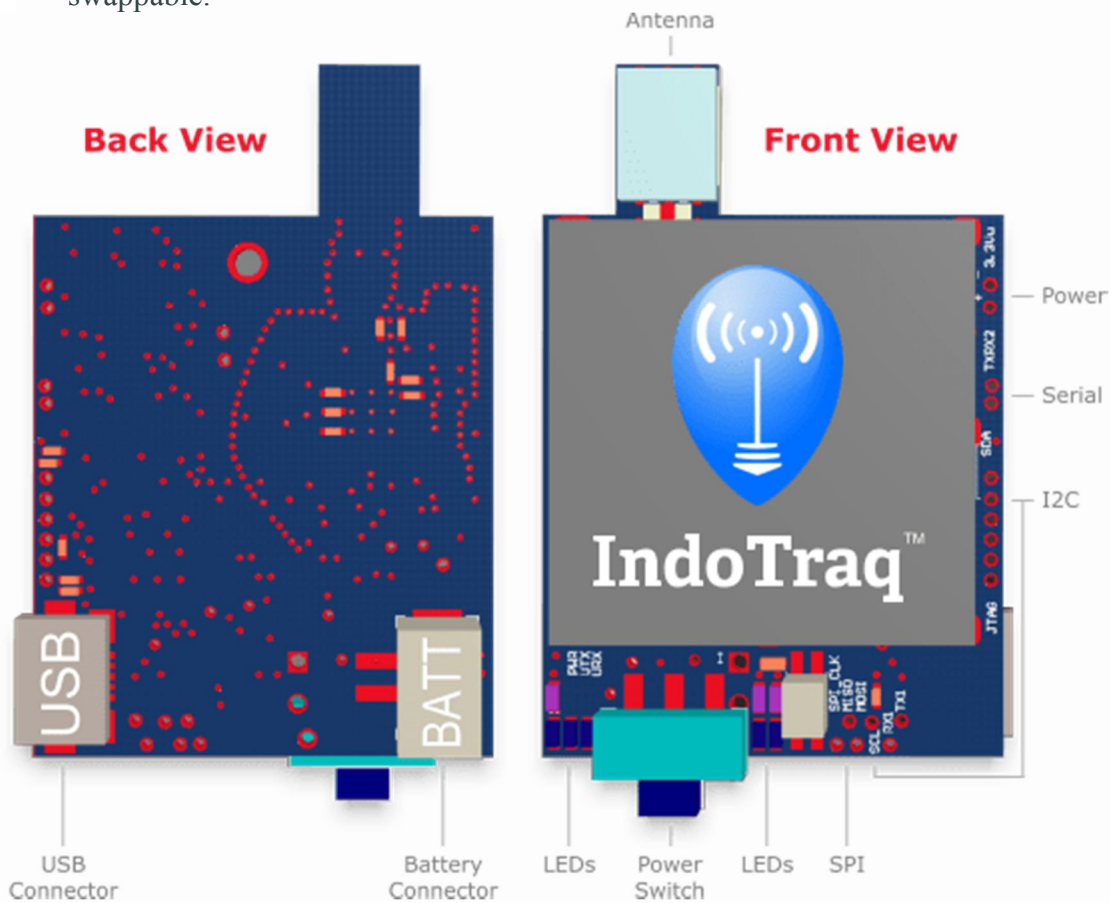 swappable.
Antenna
Back View
Front View
3.3Vu
- +
Power
TXRX2
Serial
SDA
I2C
IndoTraq™
JTAG
USB
BATT
PWR
UTX
URX
SPI_CLK
MISO
MOSI
SCL
RX1
TX1
USB
Connector
Battery
Connector
LEDs
Power
Switch
LEDs
SPI